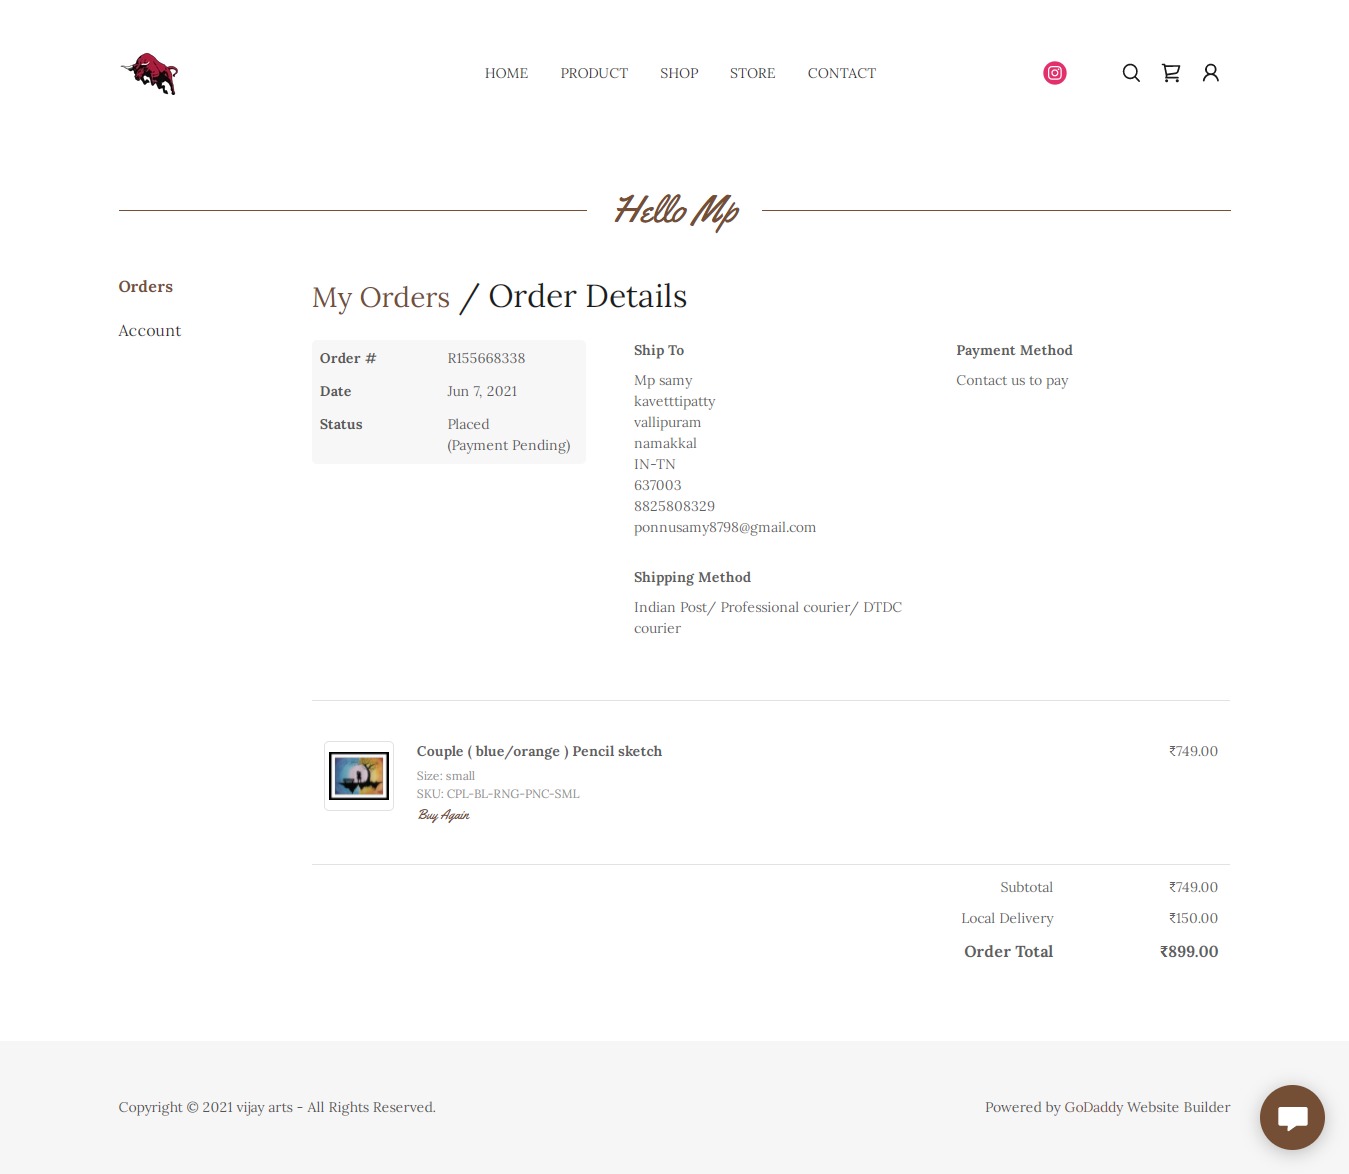 HOME PRODUCT SHOP STORE CONTACT
Hello Mp
Orders
Account
My Orders / Order Details
Order # R155668338
Date Jun 7, 2021
Status Placed
(Payment Pending)
Ship To
Mp samy
kavetttipatty
vallipuram
namakkal
IN-TN
637003
8825808329
ponnusamy8798@gmail.com
Shipping Method
Indian Post/ Professional courier/ DTDC
courier
Payment Method
Contact us to pay
Couple ( blue/orange ) Pencil sketch ₹749.00
Size: small
SKU: CPL-BL-RNG-PNC-SML
Buy Again
Subtotal ₹749.00
Local Delivery ₹150.00
Order Total ₹899.00
Copyright © 2021 vijay arts - All Rights Reserved.
Powered by GoDaddy Website Builder